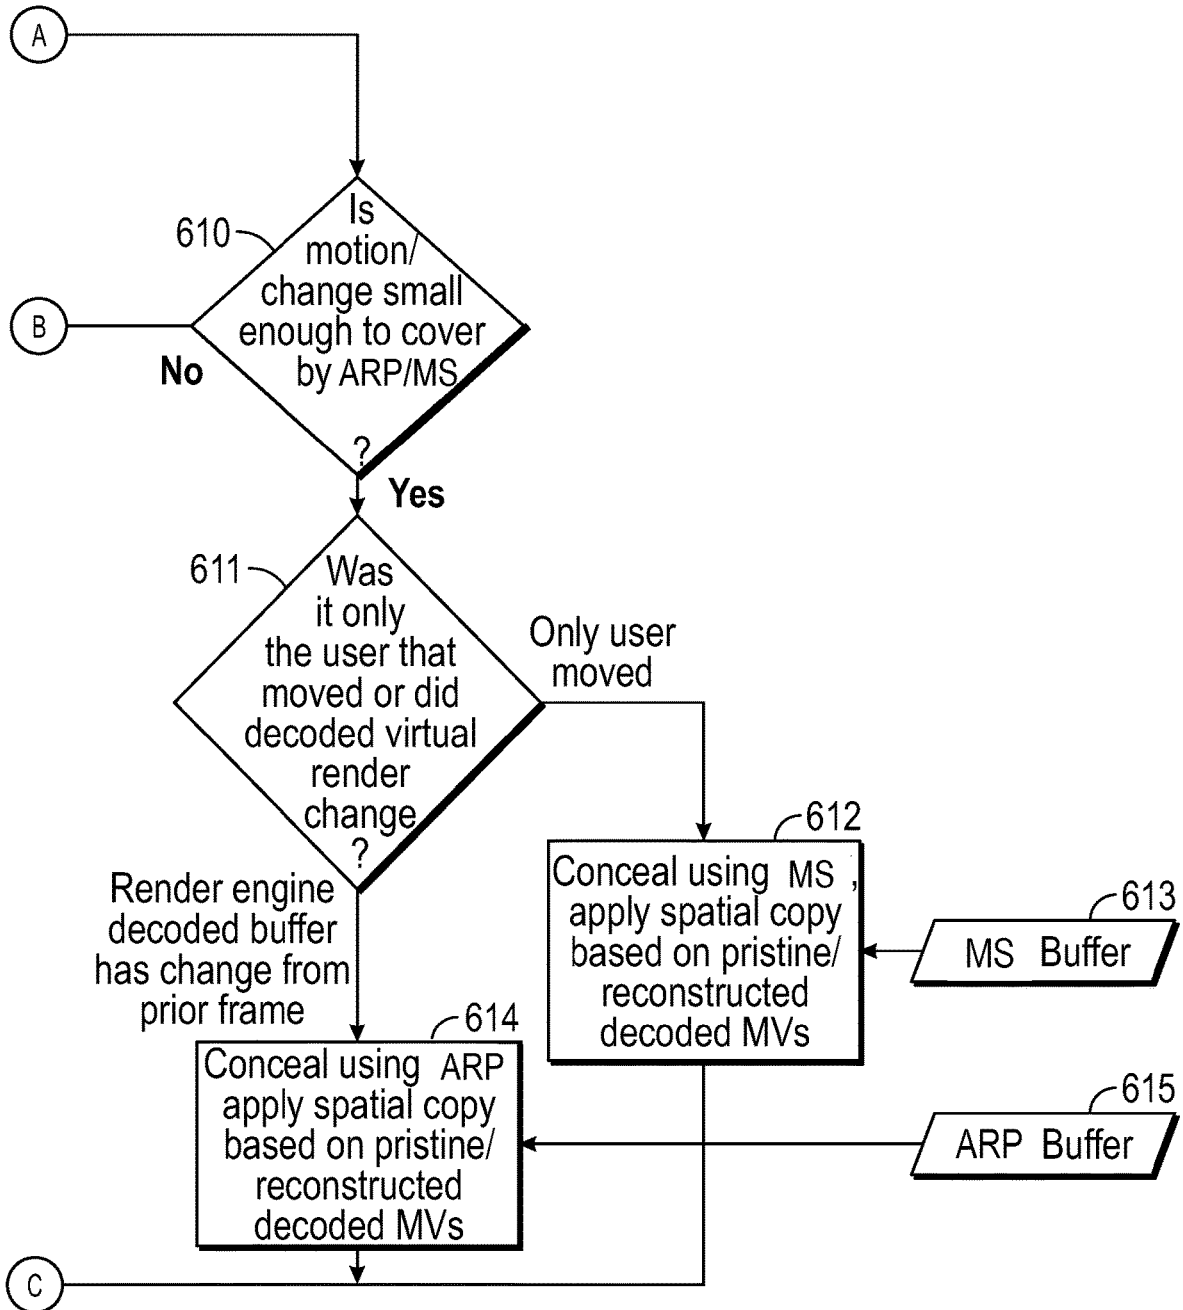 A
610
Is
motion/
change small
enough to cover
by ARP/MS
?
B
No
Yes
611
Was
it only
the user that
moved or did
decoded virtual
render
change
?
Only user
moved
612
Conceal using MS ,
apply spatial copy
based on pristine/
reconstructed
decoded MVs
613
MS Buffer
Render engine
decoded buffer
has change from
prior frame
614
Conceal using ARP
apply spatial copy
based on pristine/
reconstructed
decoded MVs
615
ARP Buffer
C